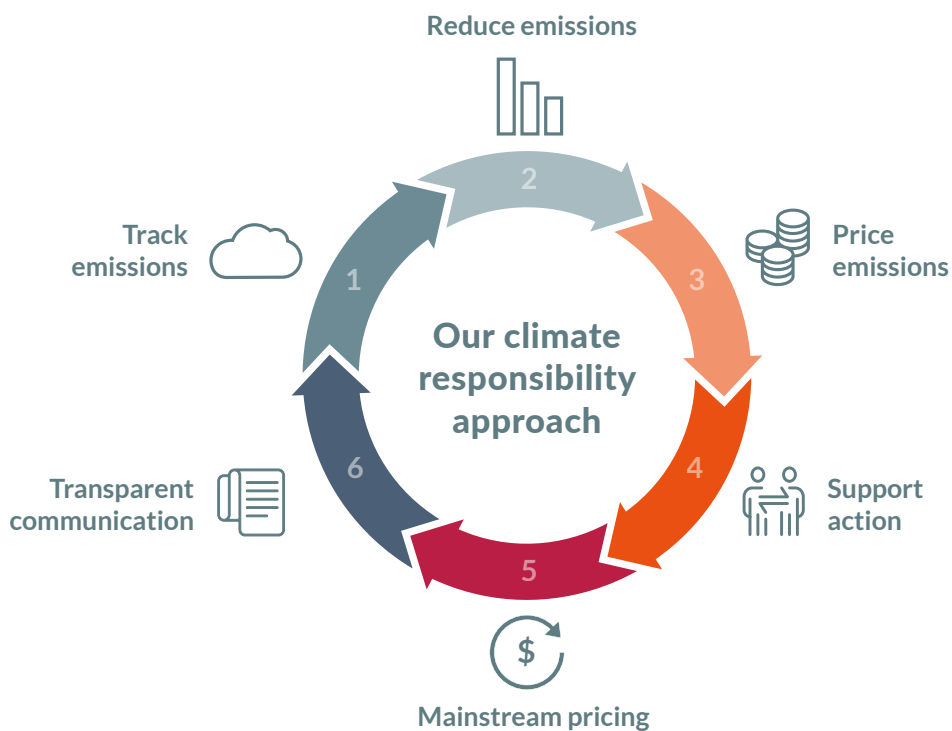 Reduce emissions
2
Track
emissions
1
3
Price
emissions
Our climate
responsibility
approach
Transparent
communication
6
4
Support
action
5
$
Mainstream pricing